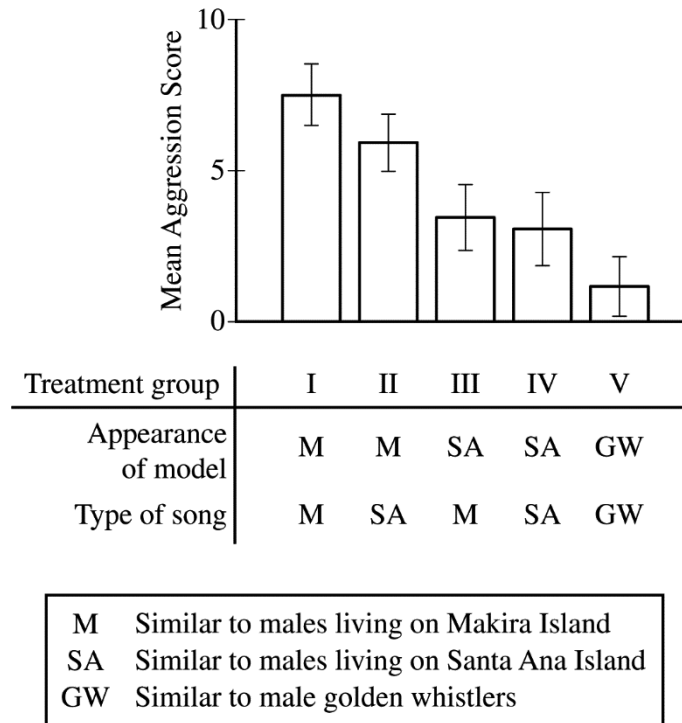 10
5
0
Mean Aggression Score
Treatment group I II III IV V
Appearance
of model M M SA SA GW
Type of song M SA M SA GW
M Similar to males living on Makira Island
SA Similar to males living on Santa Ana Island
GW Similar to male golden whistlers